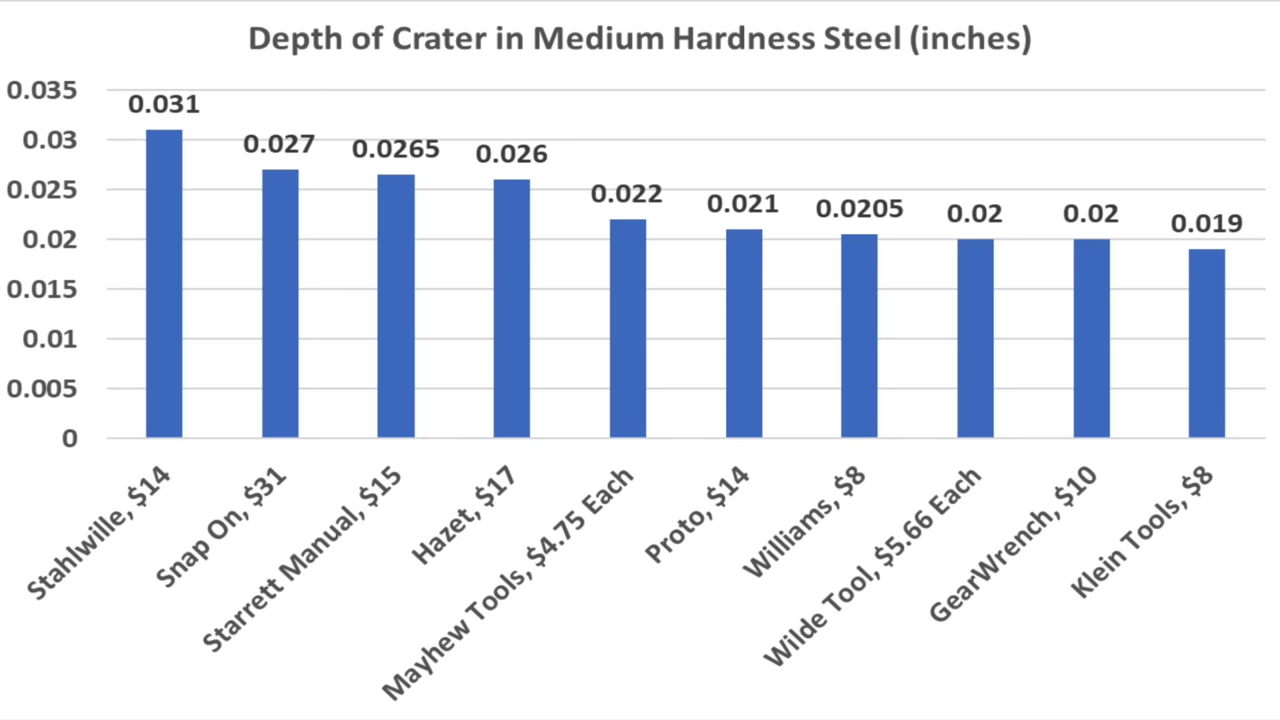 Depth of Crater in Medium Hardness Steel (inches)
0.035
0.03
0.025
0.02
0.015
0.01
0.005
0
0.031
0.027
0.0265
0.026
0.022
0.021
0.0205
0.02
0.02
0.019
Stahlwille, $14
Snap On, $31
Starrett Manual, $15
Hazet, $17
Mayhew Tools, $4.75 Each
Proto, $14
Williams, $8
Wilde Tool, $5.66 Each
GearWrench, $10
Klein Tools, $8